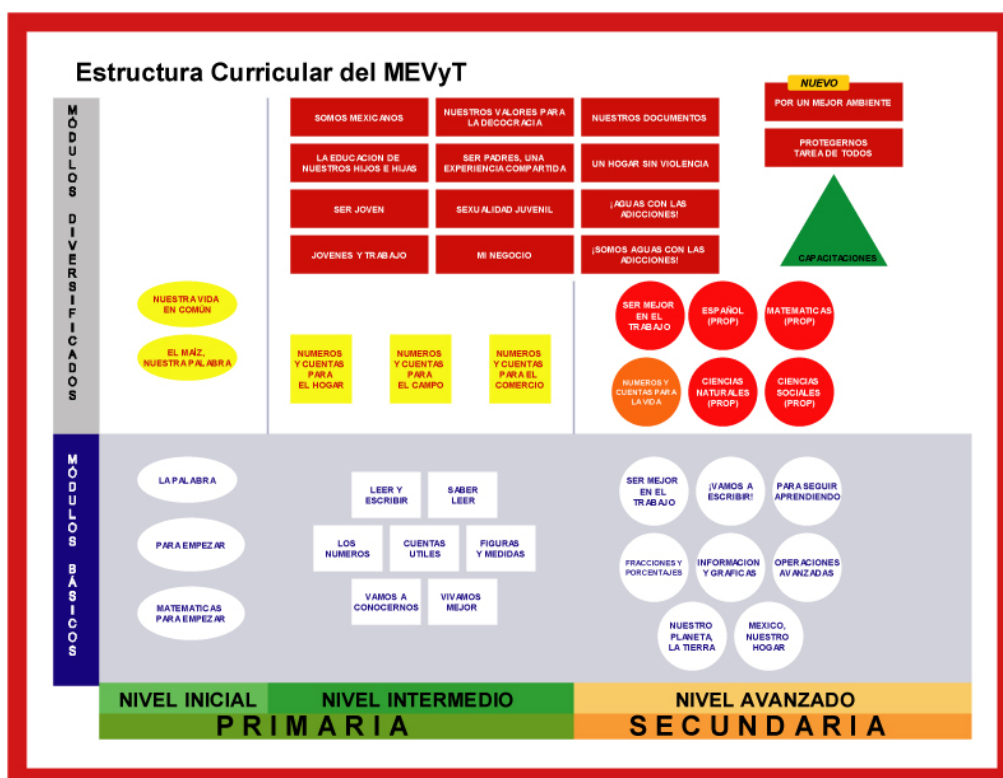 Estructura Curricular del MEVyT
MÓDULOS DIVERSIFICADOS
SOMOS MEXICANOS
NUESTROS VALORES PARA
LA DECOCRACIA
NUESTROS DOCUMENTOS
LA EDUCACION DE
NUESTROS HIJOS E HIJAS
SER PADRES, UNA
EXPERIENCIA COMPARTIDA
UN HOGAR SIN VIOLENCIA
SER JOVEN
SEXUALIDAD JUVENIL
¡AGUAS CON LAS
ADICCIONES!
JOVENES Y TRABAJO
MI NEGOCIO
¡SOMOS AGUAS CON LAS
ADICCIONES!
NUEVO
POR UN MEJOR AMBIENTE
PROTEGERNOS
TAREA DE TODOS
CAPACITACIONES
NUESTRA VIDA
EN COMÚN
EL MAÍZ,
NUESTRA PALABRA
NUMEROS
Y CUENTAS
PARA
EL HOGAR
NUMEROS
Y CUENTAS
PARA
EL CAMPO
NUMEROS
Y CUENTAS
PARA EL
COMERCIO
SER MEJOR
EN EL
TRABAJO
ESPAÑOL
(PROP)
MATEMATICAS
(PROP)
NUMEROS Y
CUENTAS PARA
LA VIDA
CIENCIAS
NATURALES
(PROP)
CIENCIAS
SOCIALES
(PROP)
MÓDULOS BÁSICOS
LA PALABRA
PARA EMPEZAR
MATEMATICAS
PARA EMPEZAR
LEER Y
ESCRIBIR
SABER
LEER
LOS
NUMEROS
CUENTAS
UTILES
FIGURAS
Y MEDIDAS
VAMOS A
CONOCERNOS
VIVAMOS
MEJOR
SER MEJOR
EN EL
TRABAJO
¡VAMOS A
ESCRIBIR!
PARA SEGUIR
APRENDIENDO
FRACCIONES Y
PORCENTAJES
INFORMACION
Y GRAFICAS
OPERACIONES
AVANZADAS
NUESTRO
PLANETA,
LA TIERRA
MEXICO,
NUESTRO
HOGAR
NIVEL INICIAL
NIVEL INTERMEDIO
NIVEL AVANZADO
PRIMARIA
SECUNDARIA